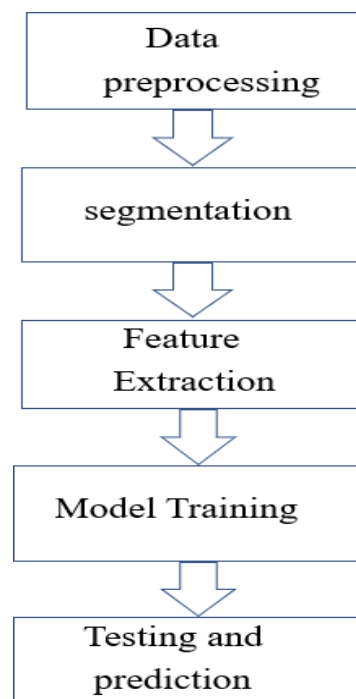 Data
preprocessing
segmentation
Feature
Extraction
Model Training
Testing and
prediction